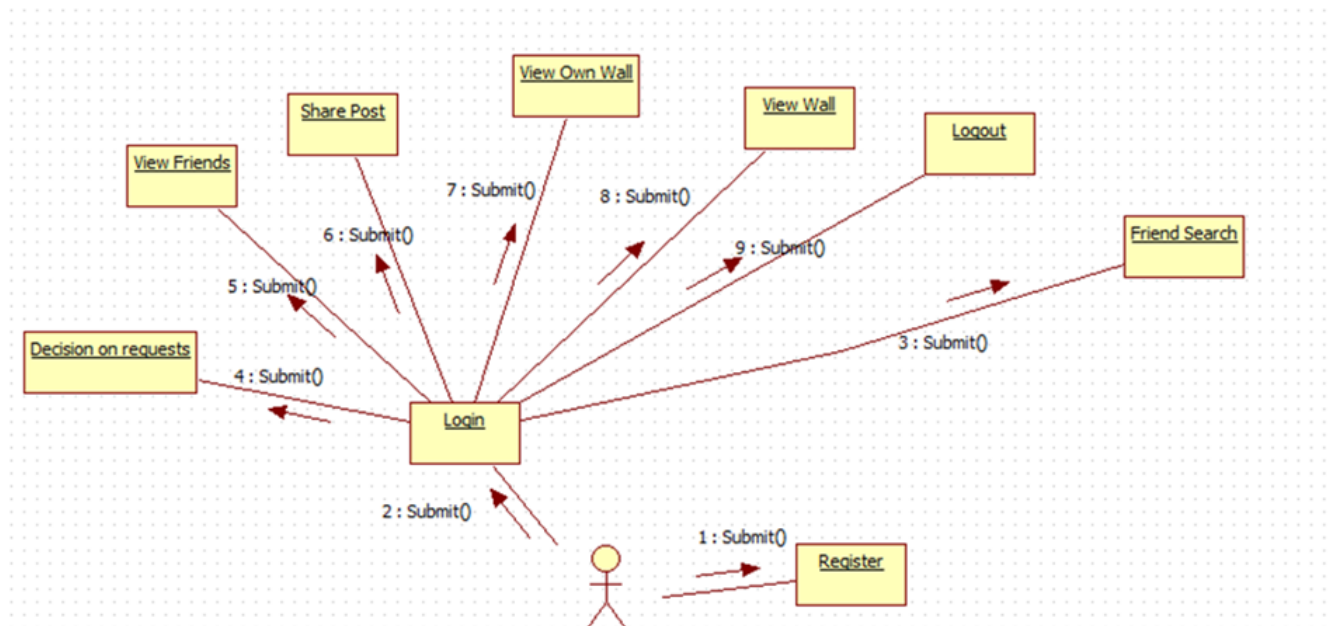 View Own Wall
View Wall
Share Post
Logout
View Friends
7 : Submit()
8 : Submit()
6 : Submit()
9 : Submit()
Friend Search
5 : Submit()
Decision on requests
3 : Submit()
4 : Submit()
Login
2 : Submit()
1 : Submit()
Register